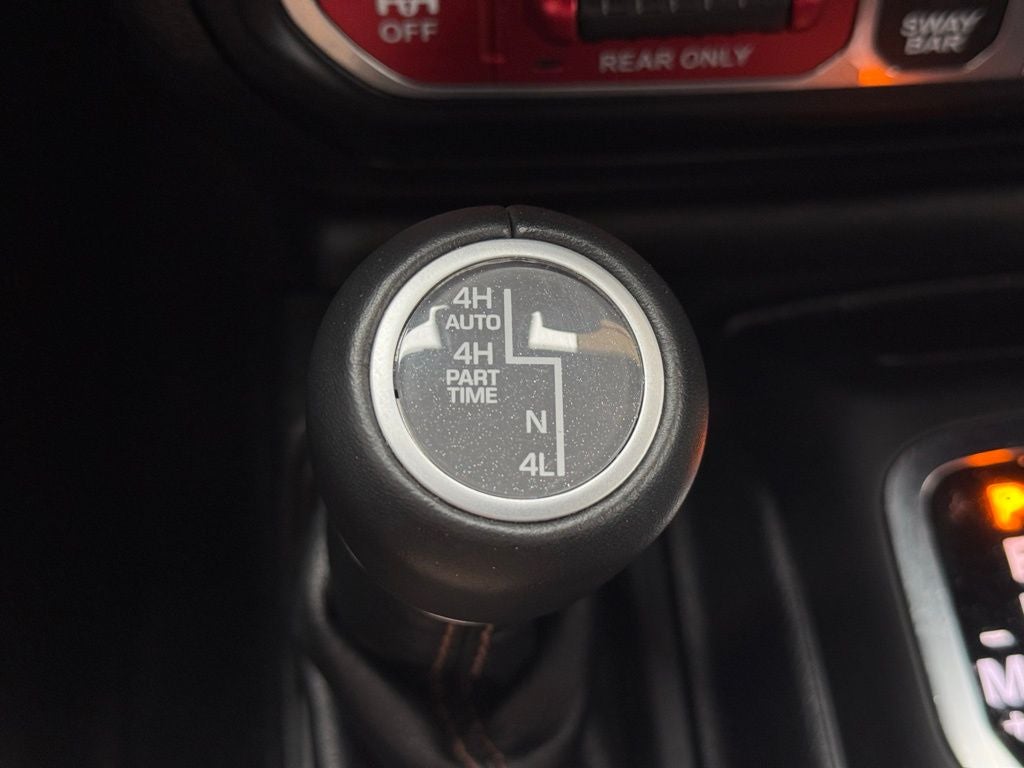 OFF
REAR ONLY
SWAY
BAR
4H
AUTO
4H
PART
TIME
N
4L
P
M
+